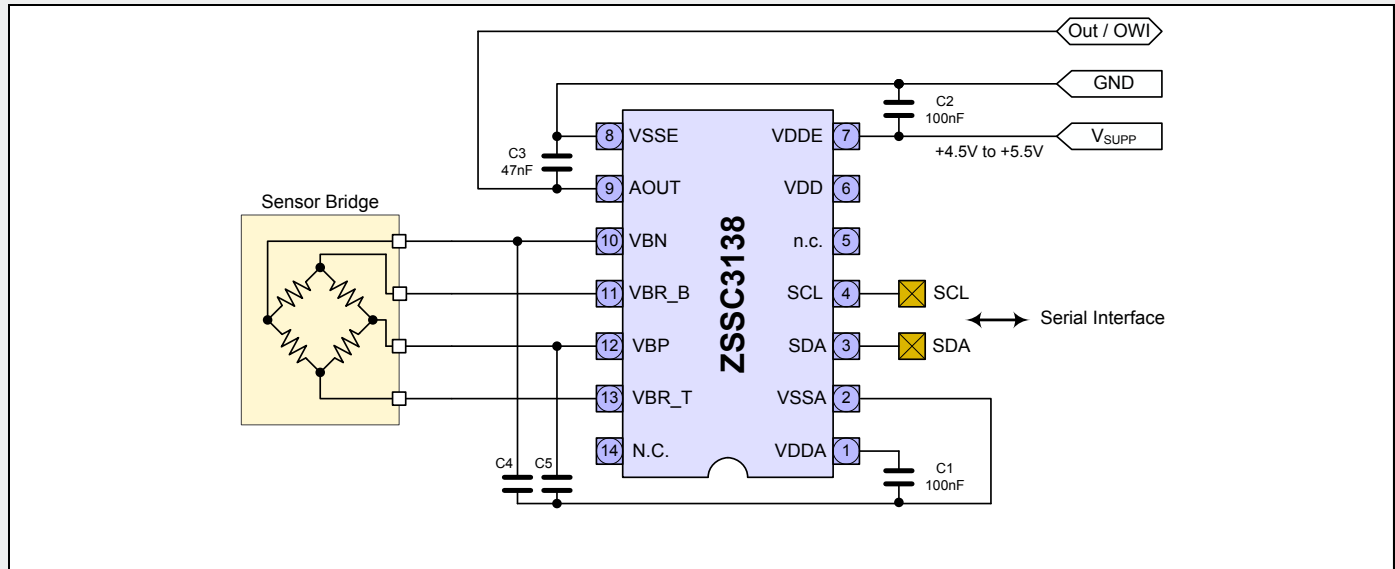 Out / OWI
GND
C2
100nF
V_SUPP
+4.5V to +5.5V
8 VSSE
VDDE 7
C3
47nF
9 AOUT
VDD 6
Sensor Bridge
10 VBN
n.c. 5
ZSSC3138
11 VBR_B
SCL 4
SCL
Serial Interface
12 VBP
SDA 3
SDA
13 VBR_T
VSSA 2
14 N.C.
VDDA 1
C4
C5
C1
100nF